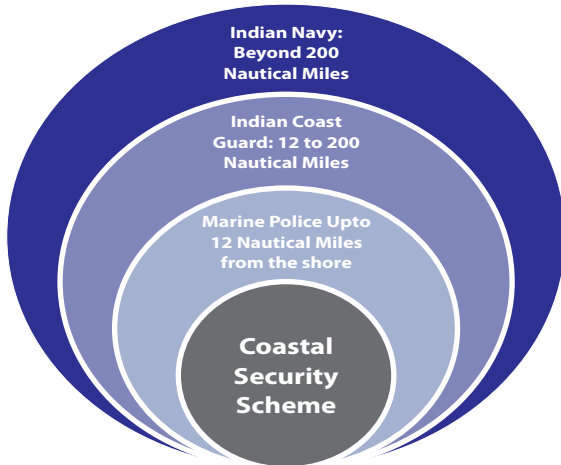 Indian Navy:
Beyond 200
Nautical Miles
Indian Coast
Guard: 12 to 200
Nautical Miles
Marine Police Upto
12 Nautical Miles
from the shore
Coastal
Security
Scheme